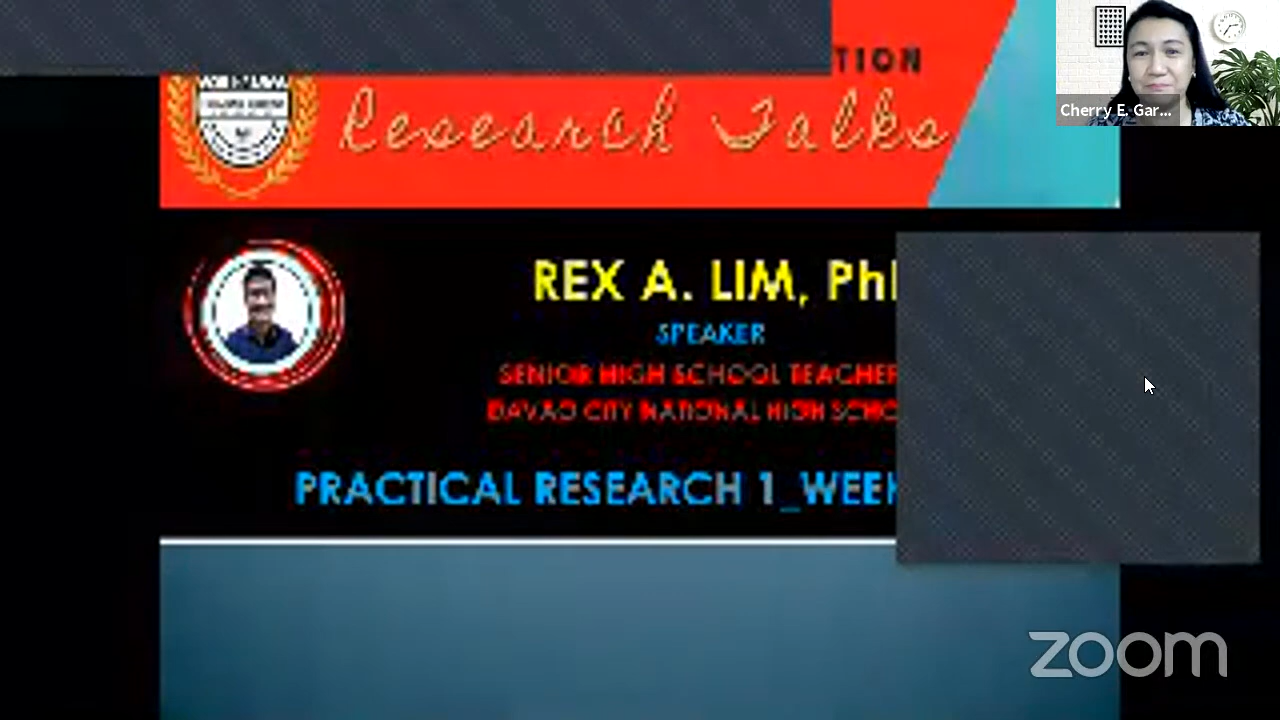 TION
Research Talks
Cherry E. Gar...
REX A. LIM, Ph
SPEAKER
SENIOR HIGH SCHOOL TEACHER
DAVAO CITY NATIONAL HIGH SCHO
PRACTICAL RESEARCH 1_WEEK
zoom